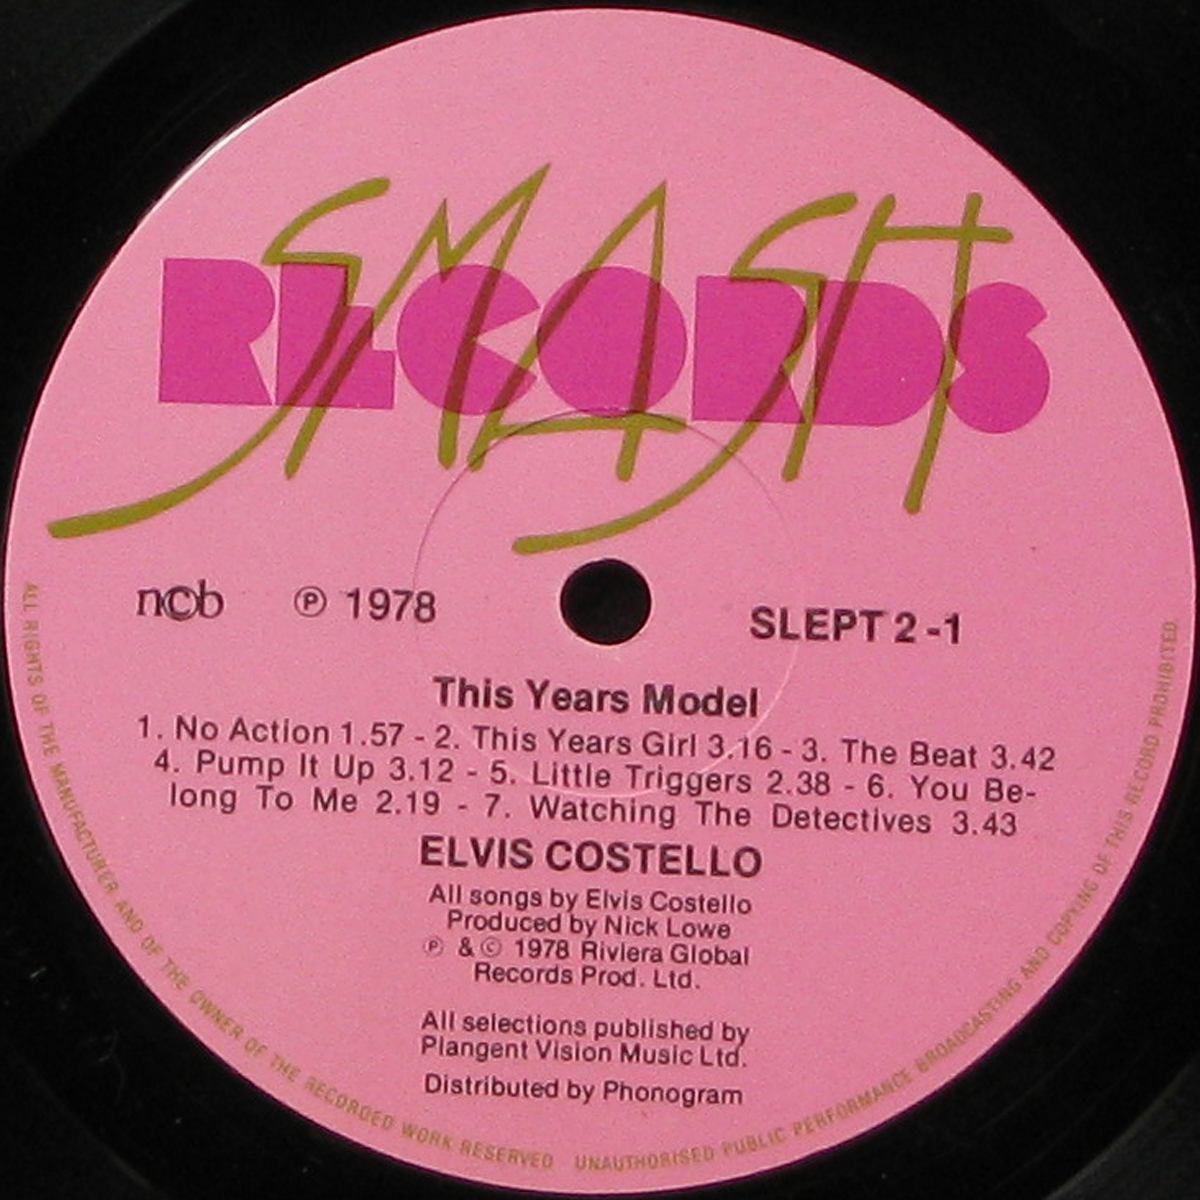 SMASH
RECORDS
ncb ℗ 1978 SLEPT 2 -1
This Years Model
1. No Action 1.57 - 2. This Years Girl 3.16 - 3. The Beat 3.42
4. Pump It Up 3.12 - 5. Little Triggers 2.38 - 6. You Be-
long To Me 2.19 - 7. Watching The Detectives 3.43
ELVIS COSTELLO
All songs by Elvis Costello
Produced by Nick Lowe
℗ & © 1978 Riviera Global
Records Prod. Ltd.
All selections published by
Plangent Vision Music Ltd.
Distributed by Phonogram
ALL RIGHTS OF THE MANUFACTURER AND OF THE OWNER OF THE RECORDED WORK RESERVED UNAUTHORISED PUBLIC PERFORMANCE BROADCASTING AND COPYING OF THIS RECORD PROHIBITED